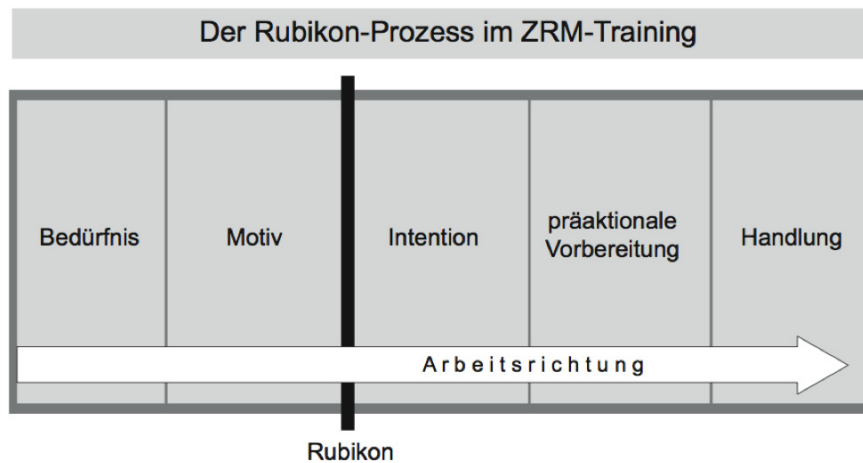 Der Rubikon-Prozess im ZRM-Training
Bedürfnis
Motiv
Intention
präaktionale
Vorbereitung
Handlung
Arbeitsrichtung
Rubikon